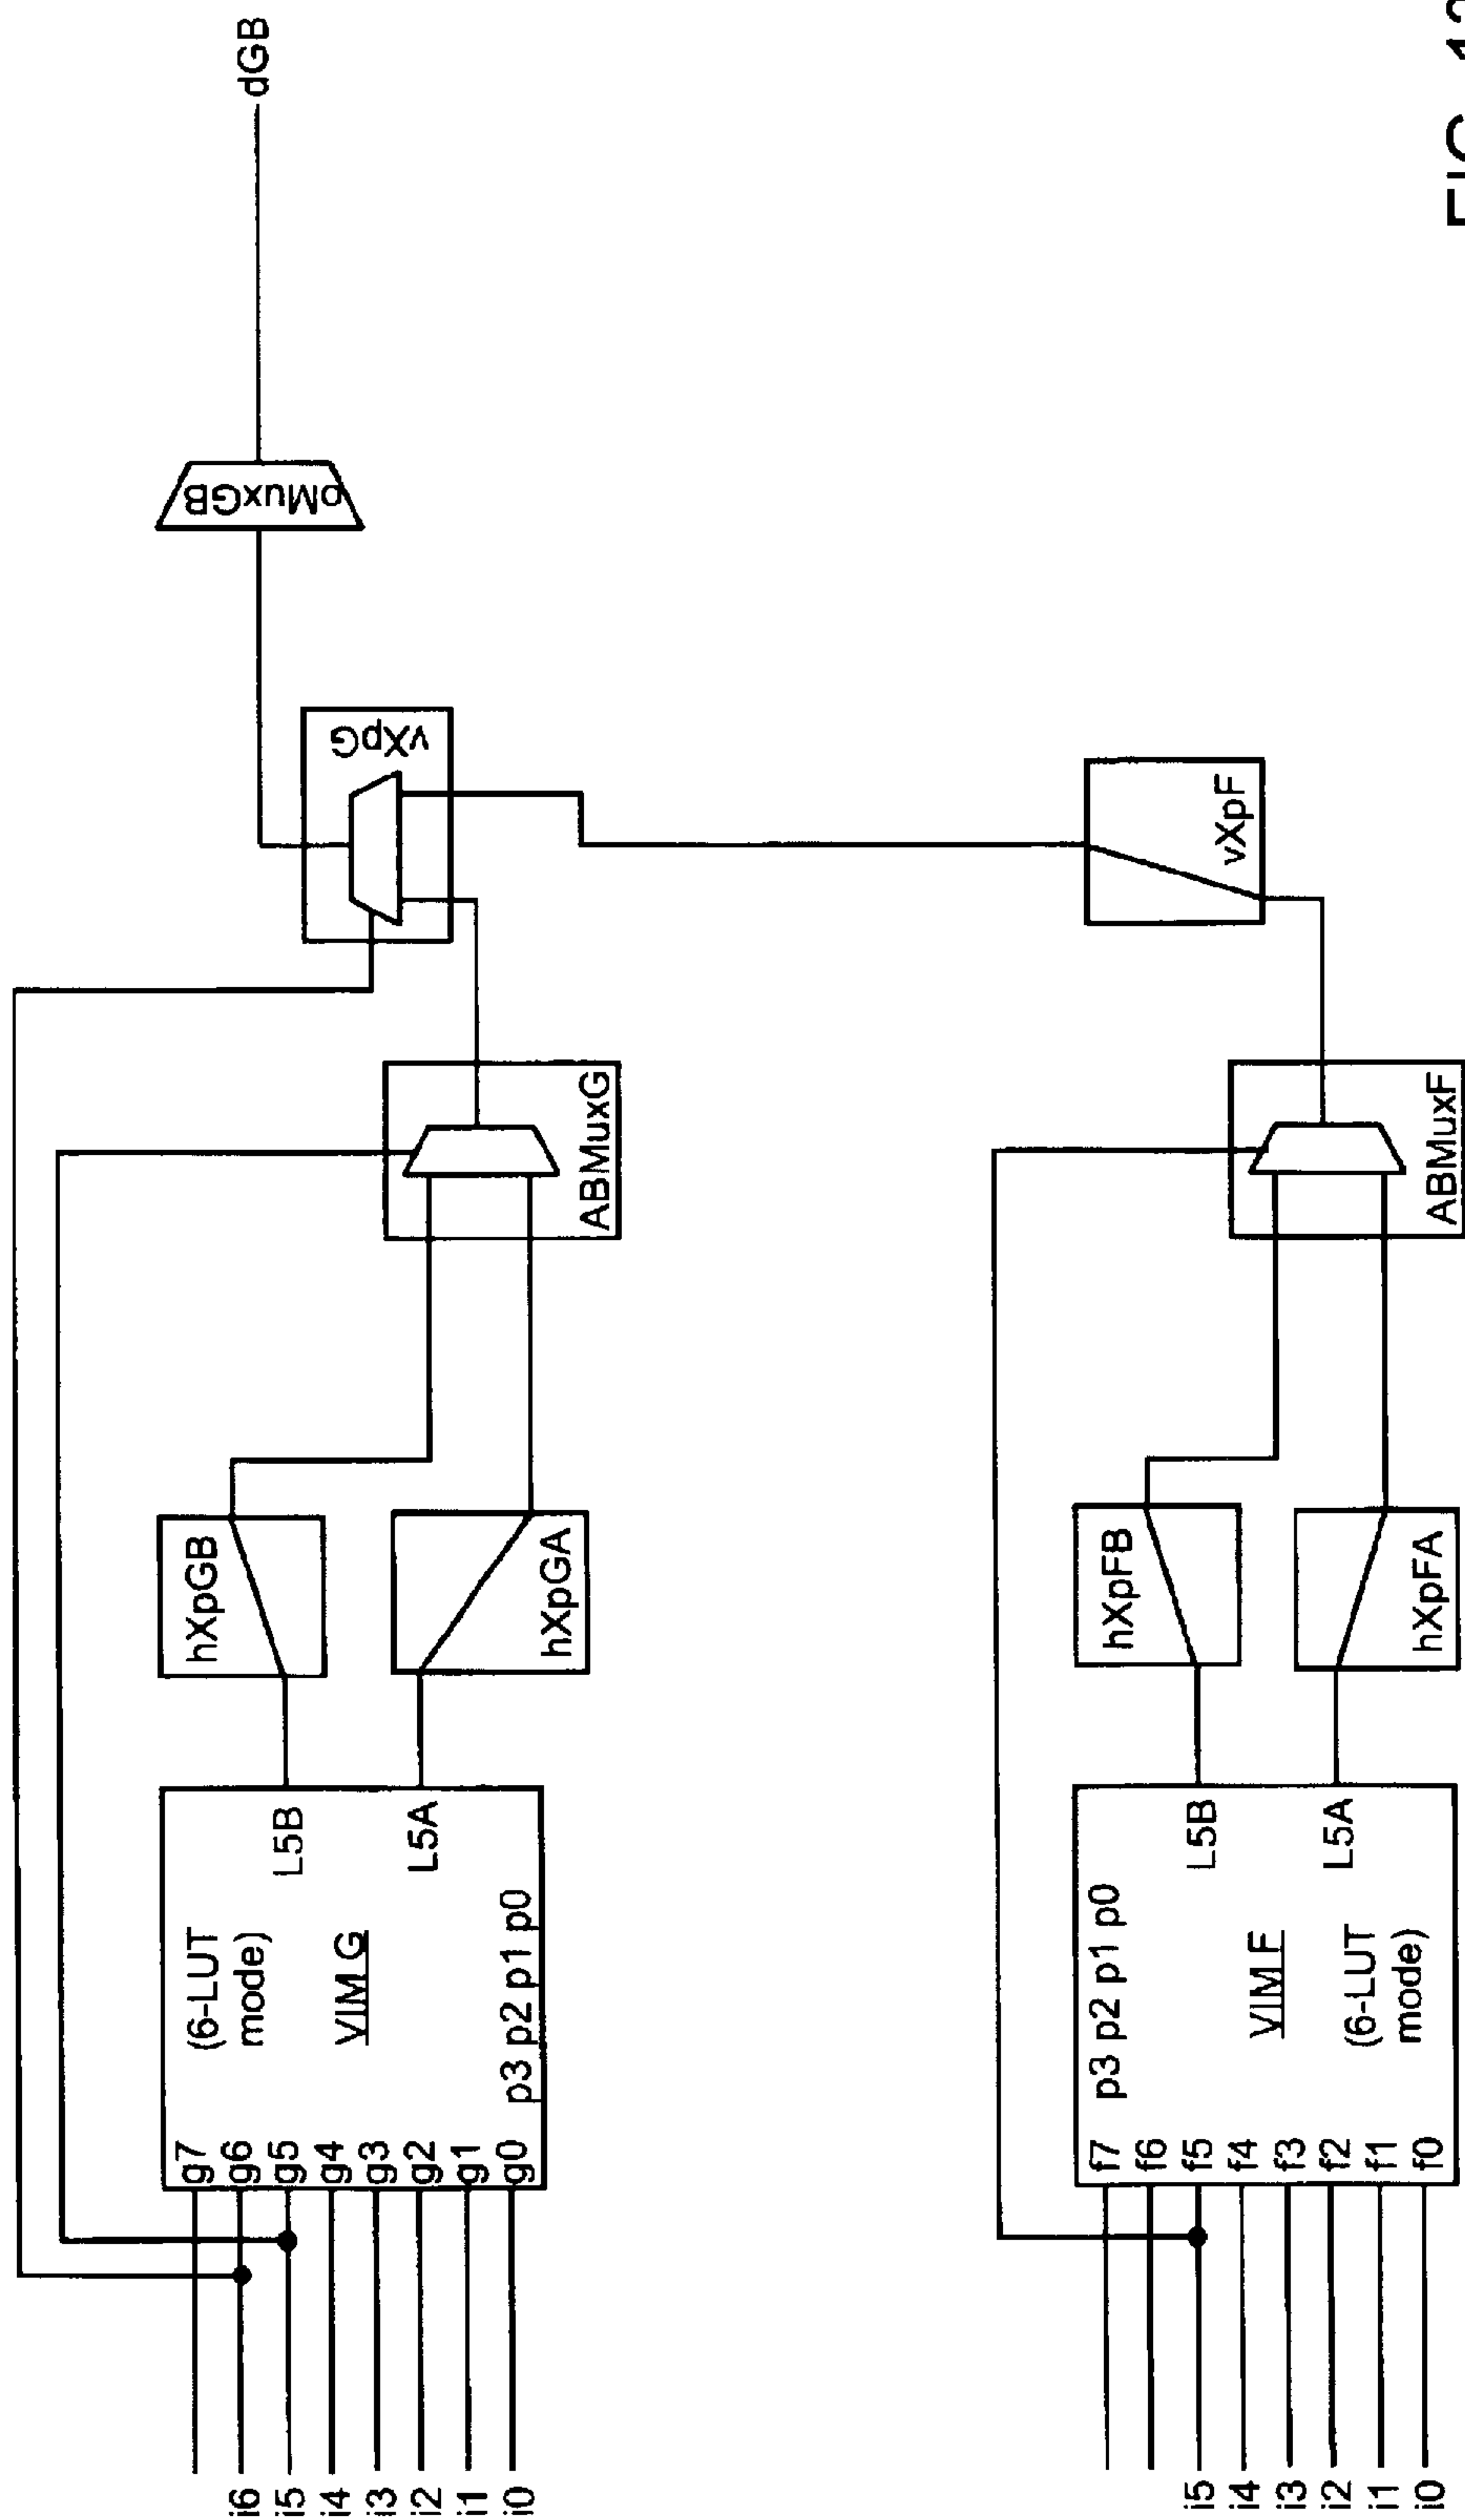 dGB
pMuxGB
vXpG
vXpF
ABMuxG
ABMuxF
hXpGB
hXpGA
hXpFB
hXpFA
g7
g6
g5
g4
g3
g2
g1
g0
(6-LUT
mode)
VIM G
p3 p2 p1 p0
L5B
L5A
i6
i5
i4
i3
i2
i1
i0
f7
f6
f5
f4
f3
f2
f1
f0
p3 p2 p1 p0
VIM F
(6-LUT
mode)
L5B
L5A
i5
i4
i3
i2
i1
i0